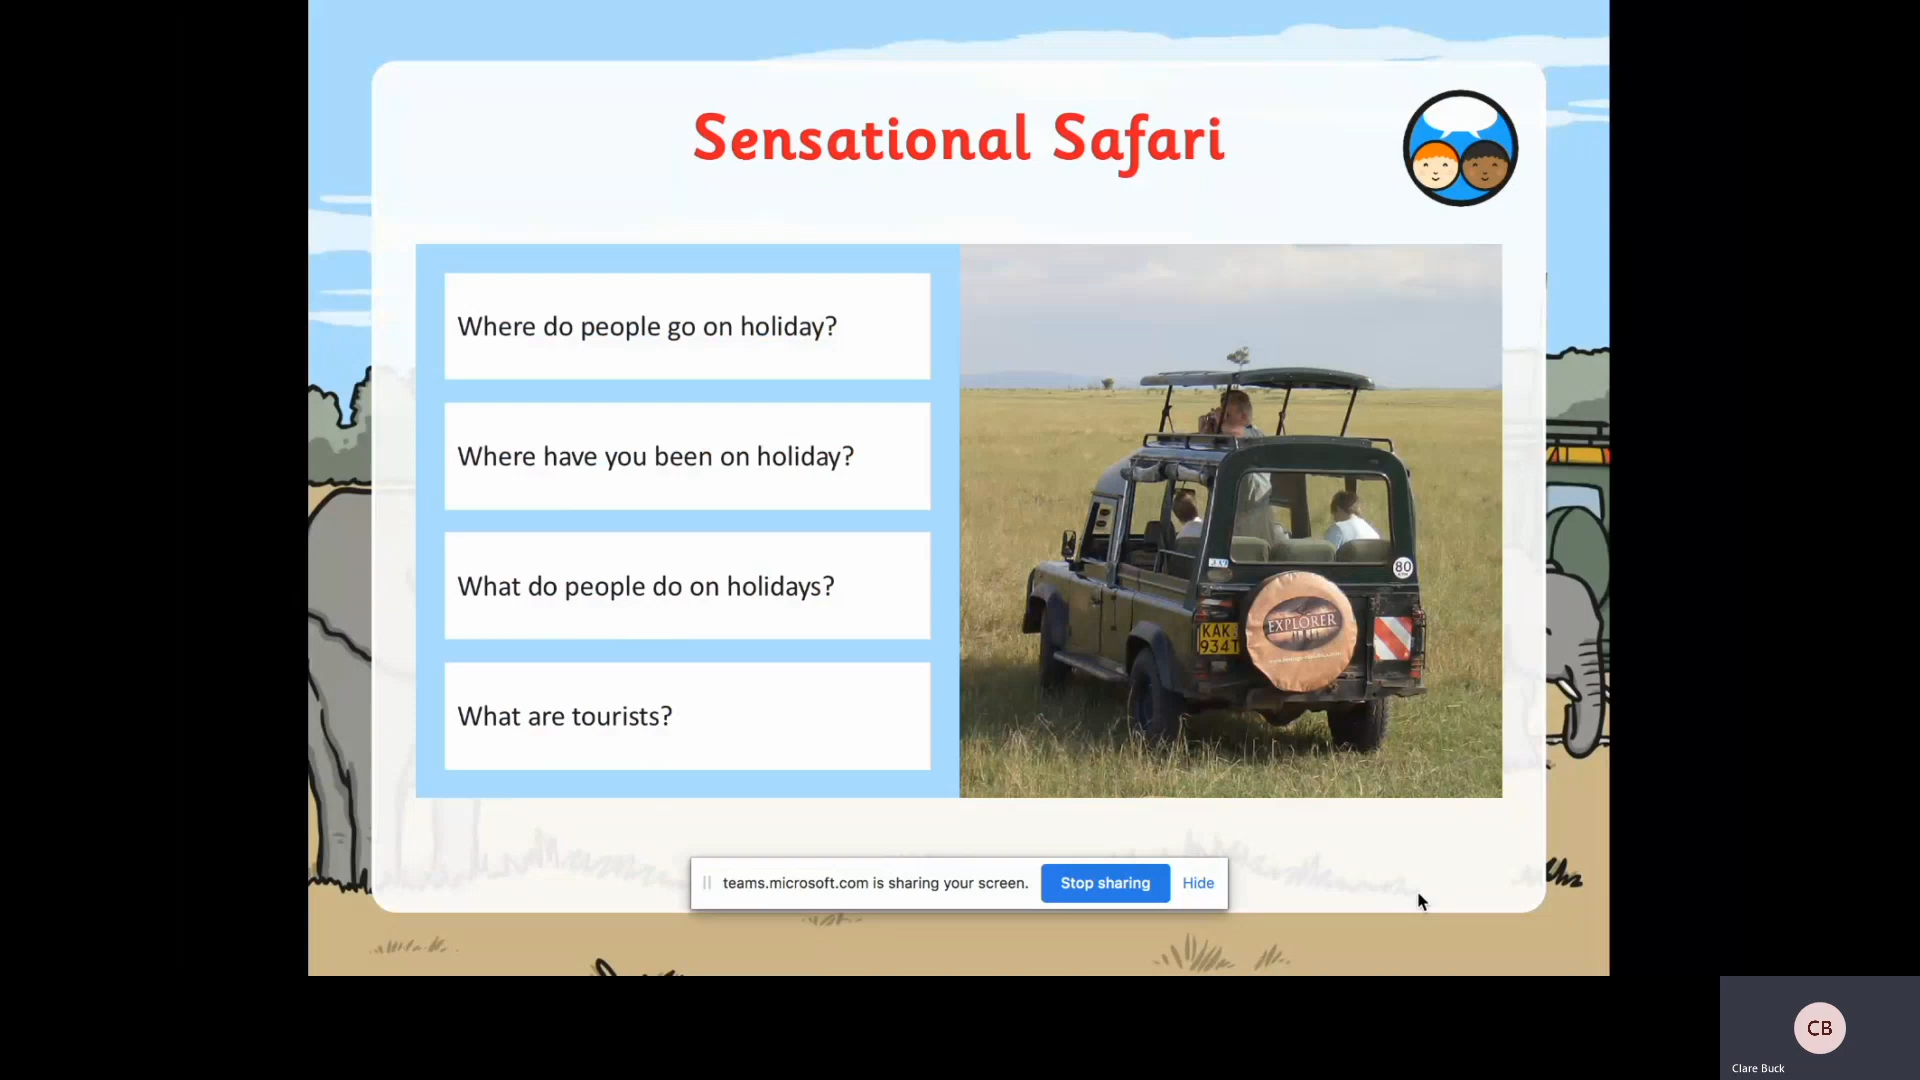 Sensational Safari
Where do people go on holiday?
Where have you been on holiday?
What do people do on holidays?
What are tourists?
80
KAK
934T
EXPLORER
teams.microsoft.com is sharing your screen.
Stop sharing
Hide
CB
Clare Buck